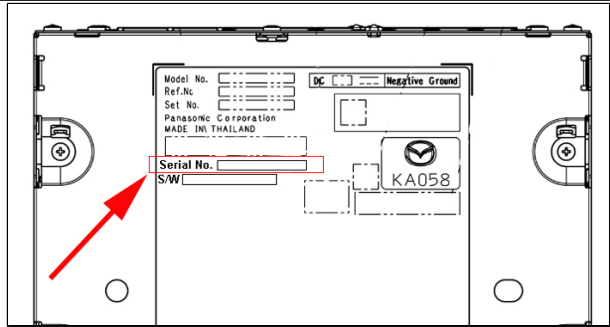 Model No.
DC Negative Ground
Ref.No
Set No.
Panasonic Corporation
MADE IN THAILAND
Serial No.
KA058
S/W